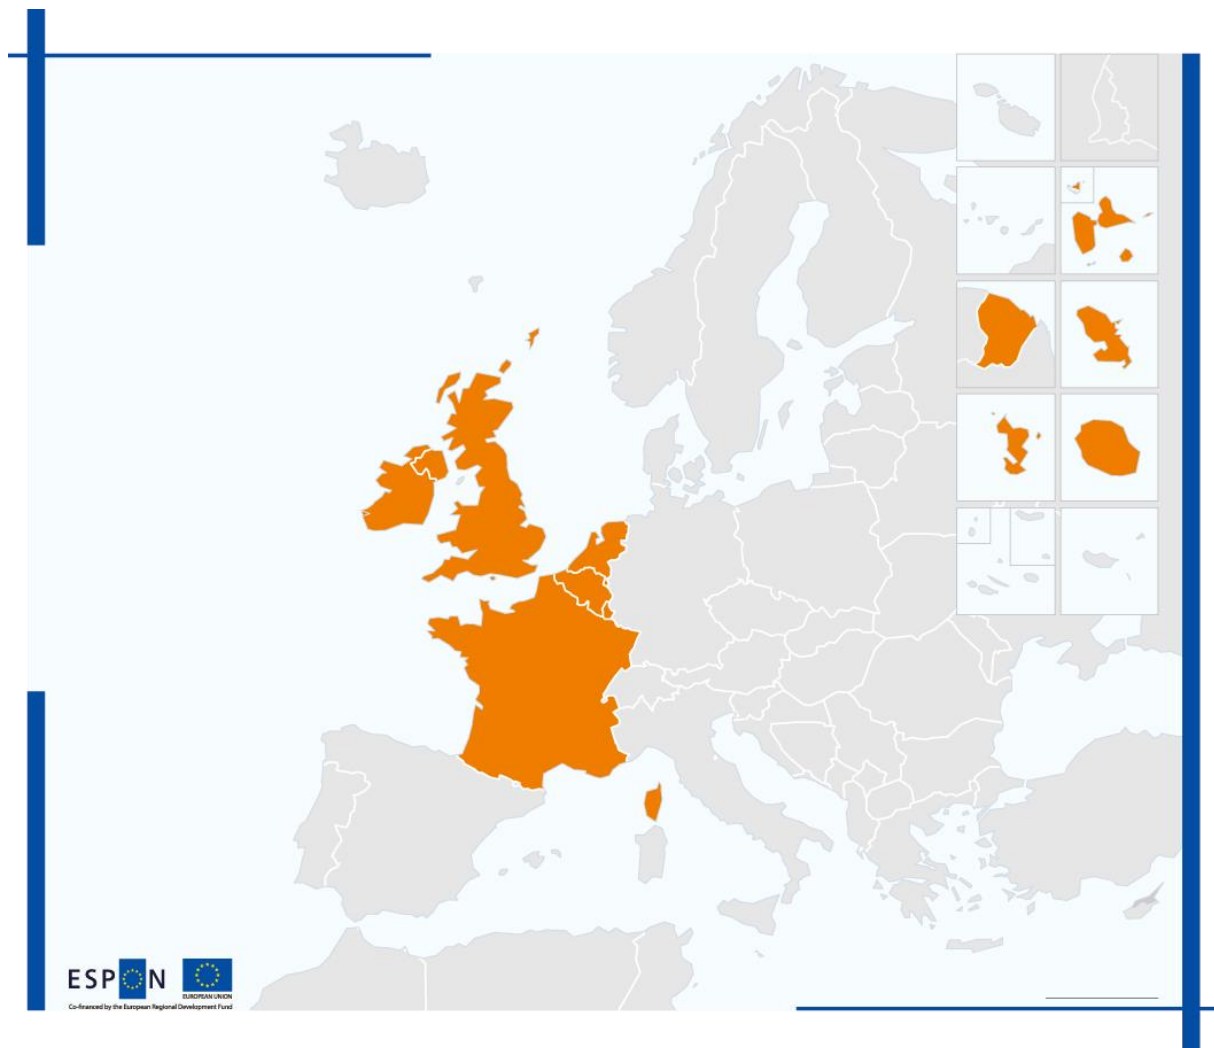 ESPON
EUROPEAN UNION
Co-financed by the European Regional Development Fund